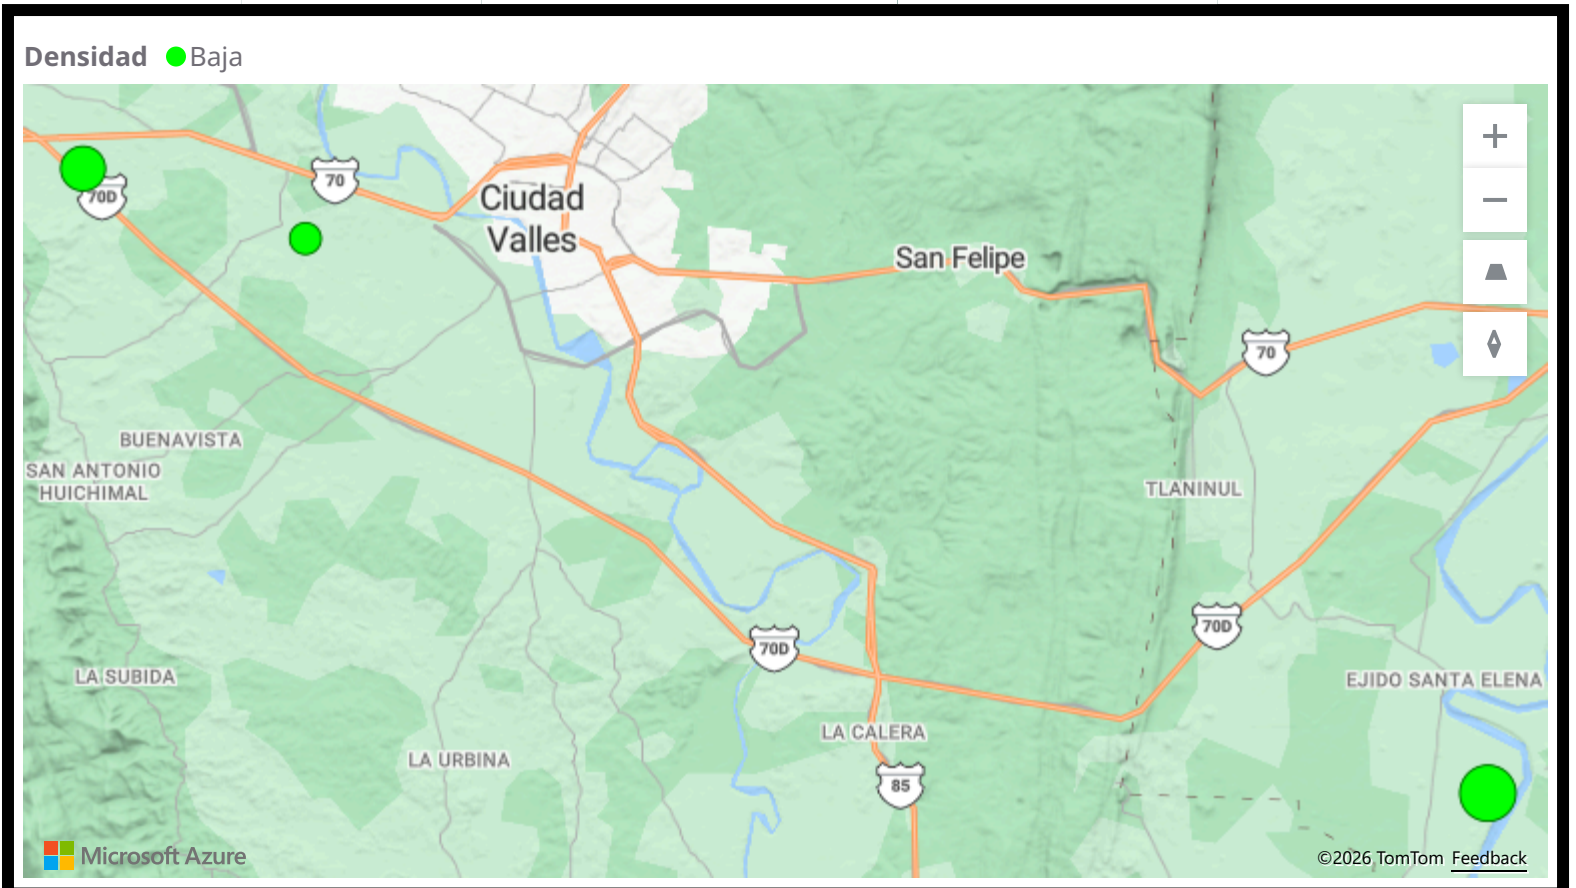 Densidad Baja
70
70D
Ciudad
Valles
San Felipe
70
BUENAVISTA
SAN ANTONIO
HUICHIMAL
TLANINUL
70D
70D
LA SUBIDA
EJIDO SANTA ELENA
LA CALERA
LA URBINA
85
Microsoft Azure
©2026 TomTom Feedback